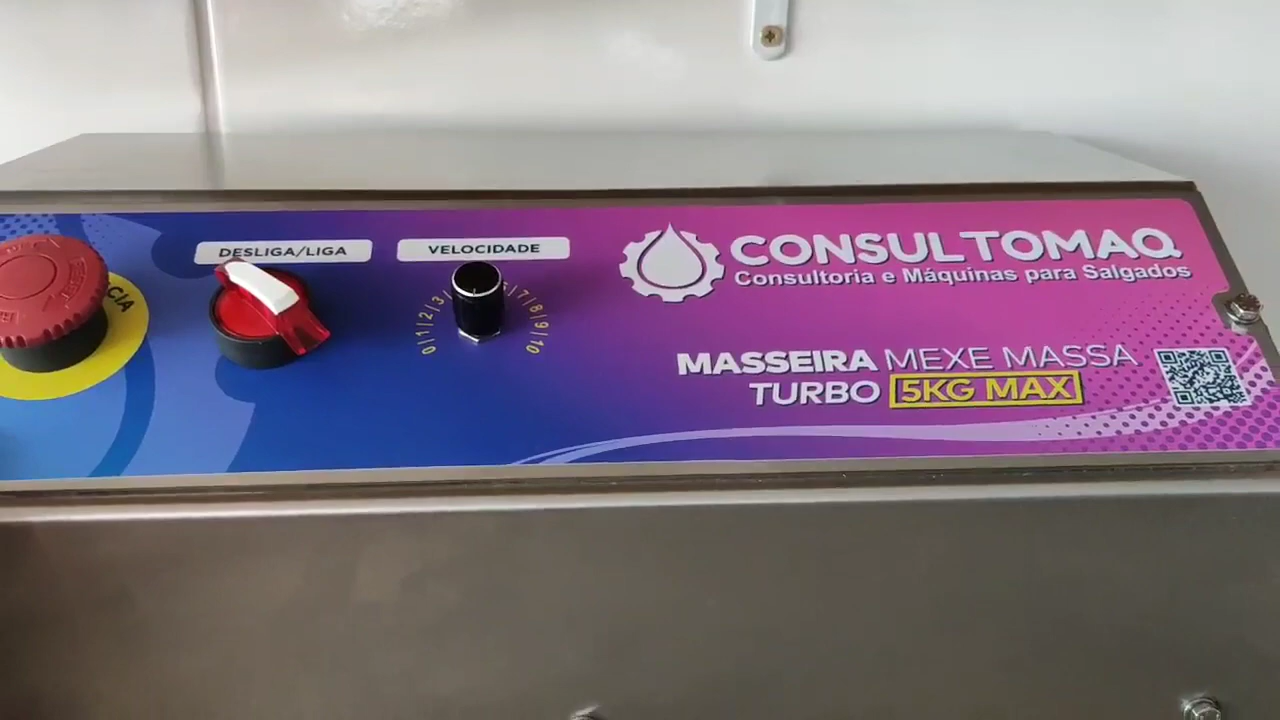 CIA
DESLIGA/LIGA
VELOCIDADE
0|1|2|3
7|8|9|10
CONSULTOMAQ
Consultoria e Máquinas para Salgados
MASSEIRA MEXE MASSA
TURBO 5KG MAX